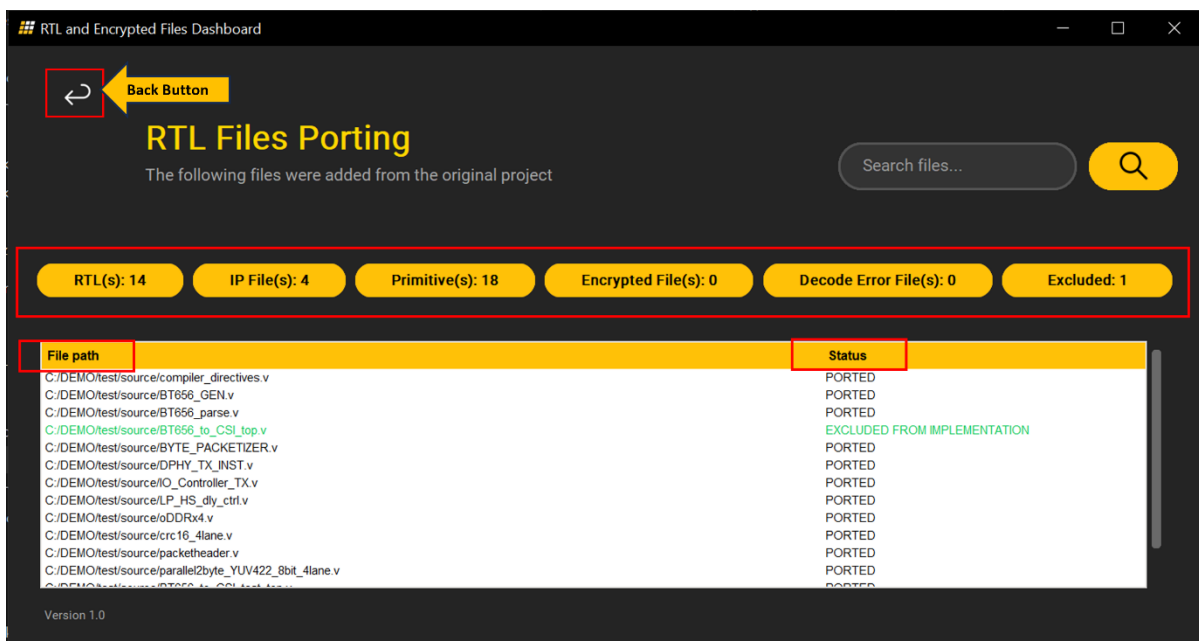 RTL and Encrypted Files Dashboard
Back Button
RTL Files Porting
The following files were added from the original project
Search files...
RTL(s): 14 IP File(s): 4 Primitive(s): 18 Encrypted File(s): 0 Decode Error File(s): 0 Excluded: 1
File path Status
C:/DEMO/test/source/compiler_directives.v PORTED
C:/DEMO/test/source/BT656_GEN.v PORTED
C:/DEMO/test/source/BT656_parse.v PORTED
C:/DEMO/test/source/BT656_to_CSI_top.v EXCLUDED FROM IMPLEMENTATION
C:/DEMO/test/source/BYTE_PACKETIZER.v PORTED
C:/DEMO/test/source/DPHY_TX_INST.v PORTED
C:/DEMO/test/source/IO_Controller_TX.v PORTED
C:/DEMO/test/source/LP_HS_dly_ctrl.v PORTED
C:/DEMO/test/source/oDDRx4.v PORTED
C:/DEMO/test/source/crc16_4lane.v PORTED
C:/DEMO/test/source/packetheader.v PORTED
C:/DEMO/test/source/parallel2byte_YUV422_8bit_4lane.v PORTED
PORTED
Version 1.0